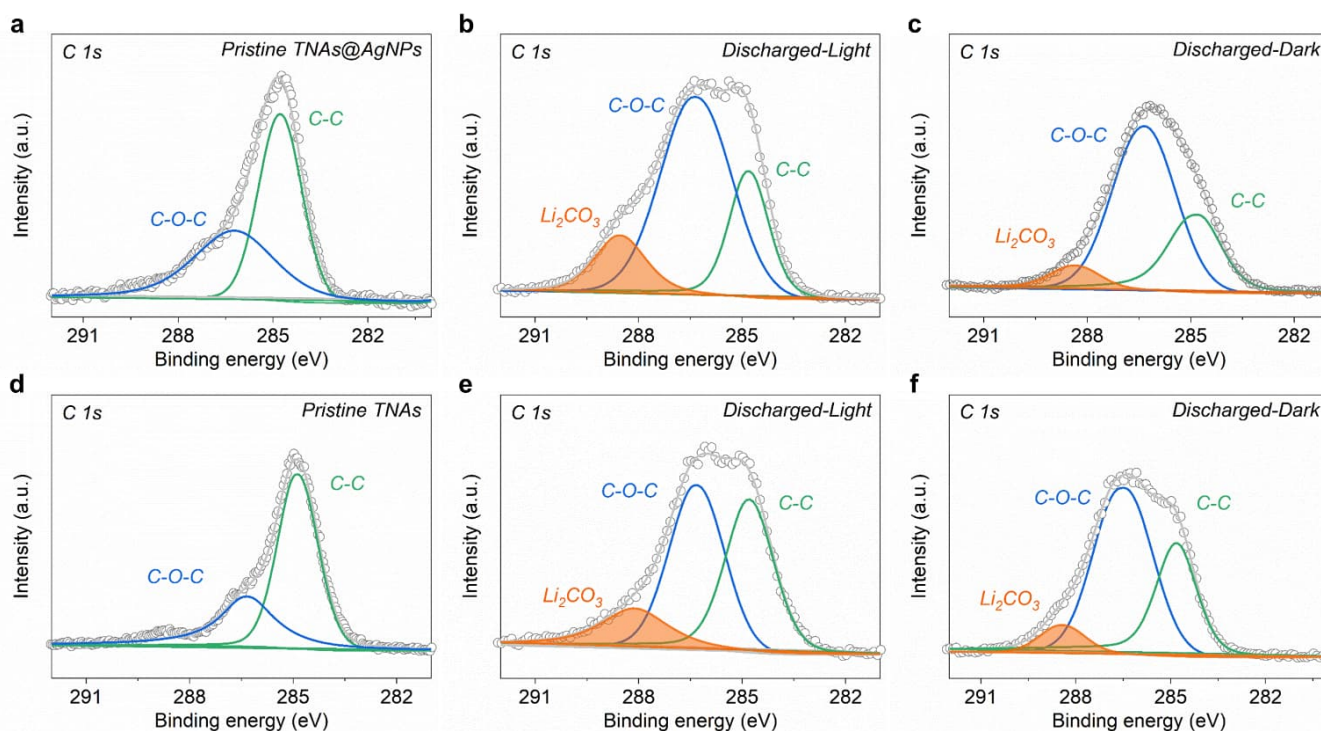 a
C 1s
Pristine TNAs@AgNPs
C-C
C-O-C
Intensity (a.u.)
291 288 285 282
Binding energy (eV)
b
C 1s
Discharged-Light
C-O-C
C-C
Li₂CO₃
Intensity (a.u.)
291 288 285 282
Binding energy (eV)
c
C 1s
Discharged-Dark
C-O-C
C-C
Li₂CO₃
Intensity (a.u.)
291 288 285 282
Binding energy (eV)
d
C 1s
Pristine TNAs
C-C
C-O-C
Intensity (a.u.)
291 288 285 282
Binding energy (eV)
e
C 1s
Discharged-Light
C-O-C
C-C
Li₂CO₃
Intensity (a.u.)
291 288 285 282
Binding energy (eV)
f
C 1s
Discharged-Dark
C-O-C
C-C
Li₂CO₃
Intensity (a.u.)
291 288 285 282
Binding energy (eV)